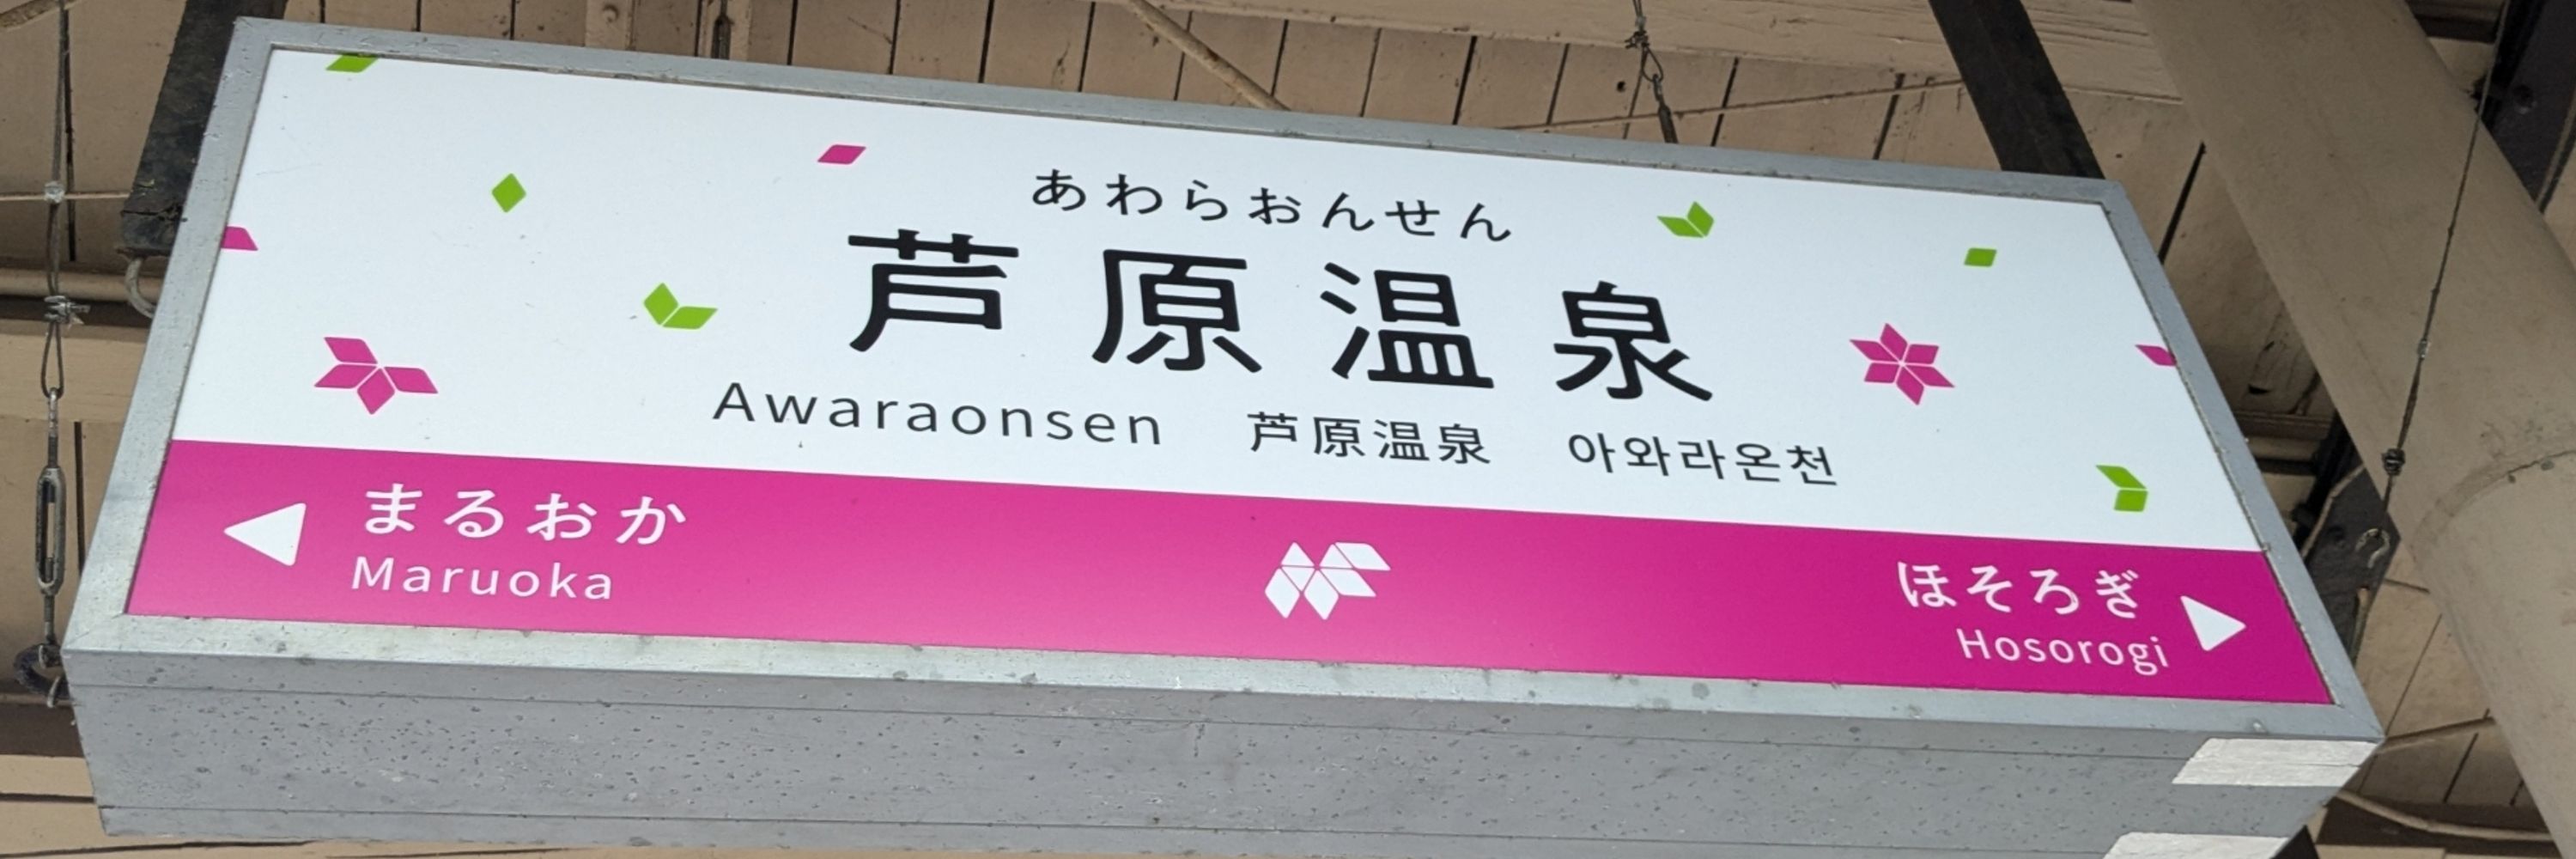 あわらおんせん
芦原温泉
Awaraonsen 芦原温泉 아와라온천
まるおか
Maruoka
ほそろぎ
Hosorogi